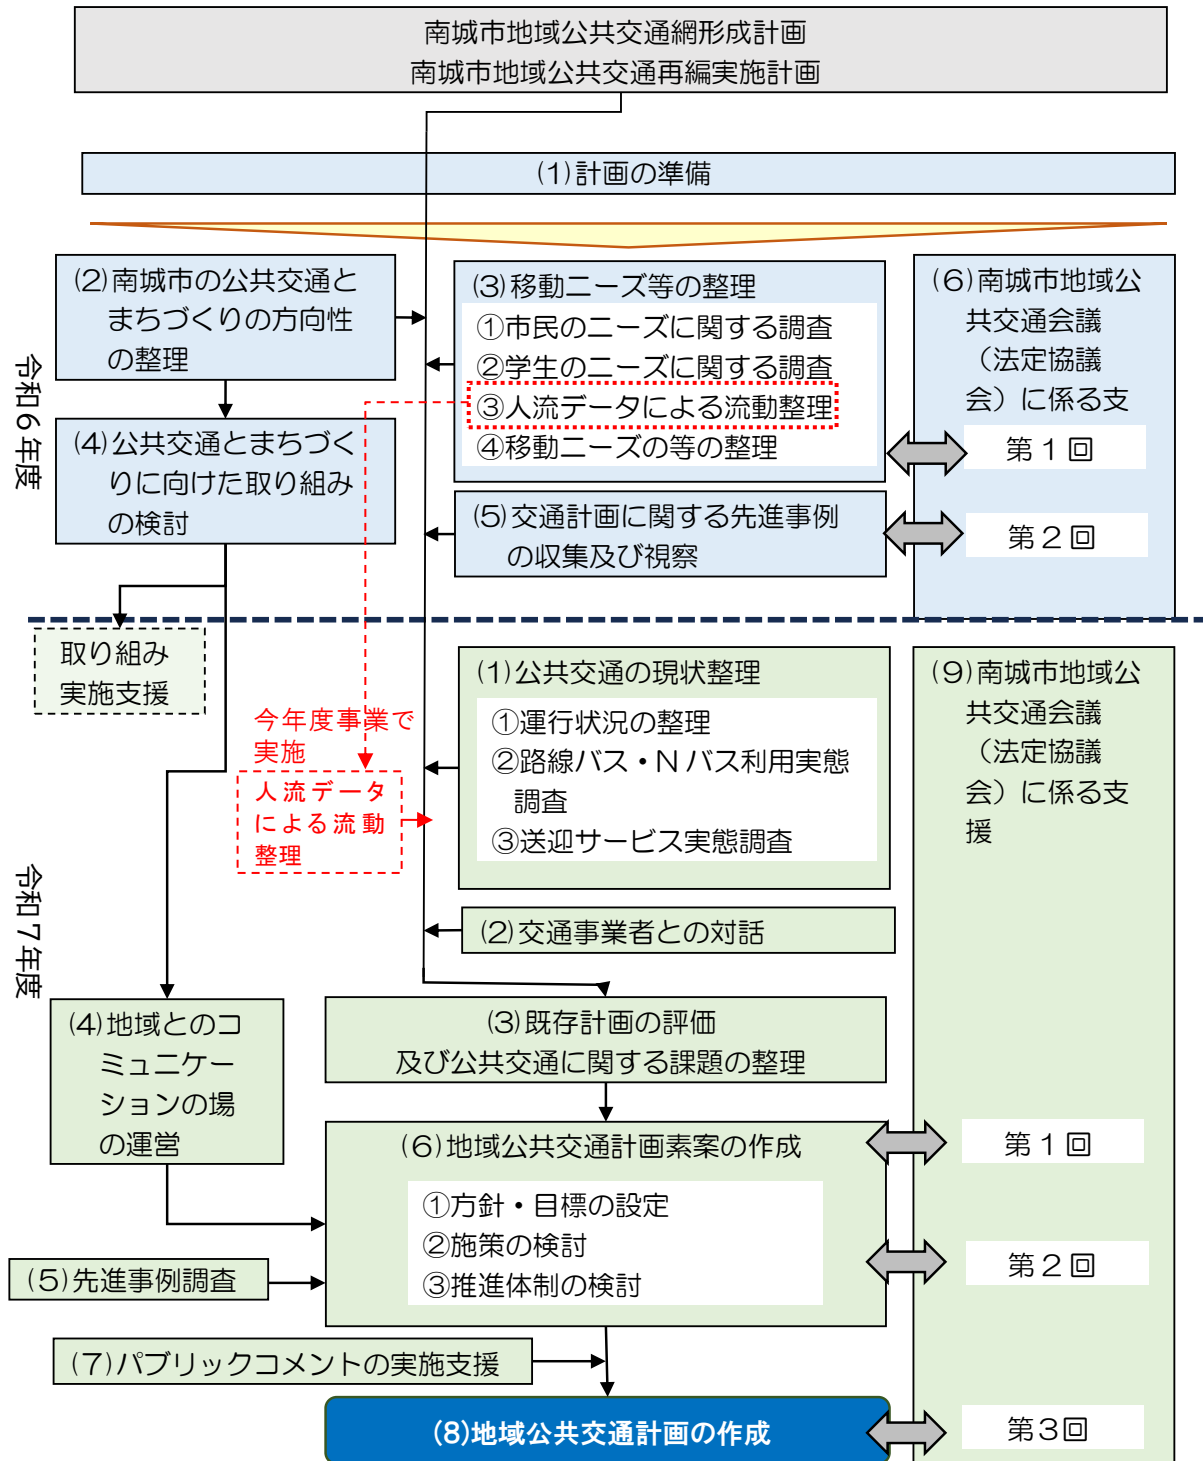 南城市地域公共交通網形成計画
南城市地域公共交通再編実施計画
(1)計画の準備
令和6年度
(2)南城市の公共交通と
まちづくりの方向性
の整理
(3)移動ニーズ等の整理
①市民のニーズに関する調査
②学生のニーズに関する調査
③人流データによる流動整理
④移動ニーズの等の整理
(6)南城市地域公
共交通会議
（法定協議
会）に係る支
第1回
(4)公共交通とまちづく
りに向けた取り組み
の検討
(5)交通計画に関する先進事例
の収集及び視察
第2回
取り組み
実施支援
令和7年度
今年度事業で
実施
人流データ
による流動
整理
(1)公共交通の現状整理
①運行状況の整理
②路線バス・Nバス利用実態
調査
③送迎サービス実態調査
(9)南城市地域公
共交通会議
（法定協議
会）に係る支
援
(2)交通事業者との対話
(3)既存計画の評価
及び公共交通に関する課題の整理
(4)地域とのコ
ミュニケー
ションの場
の運営
(6)地域公共交通計画素案の作成
①方針・目標の設定
②施策の検討
③推進体制の検討
第1回
第2回
(5)先進事例調査
(7)パブリックコメントの実施支援
(8)地域公共交通計画の作成
第3回